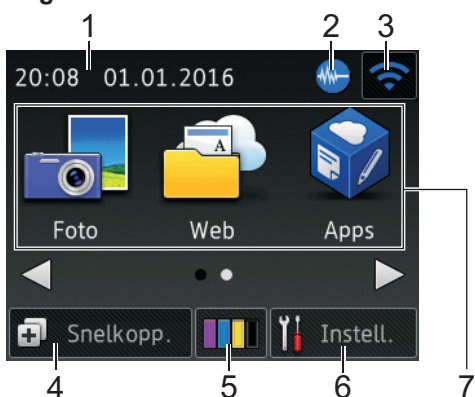 1 2 3
20:08 01.01.2016
A
Foto Web Apps
Snelkopp. Instell.
4 5 6 7